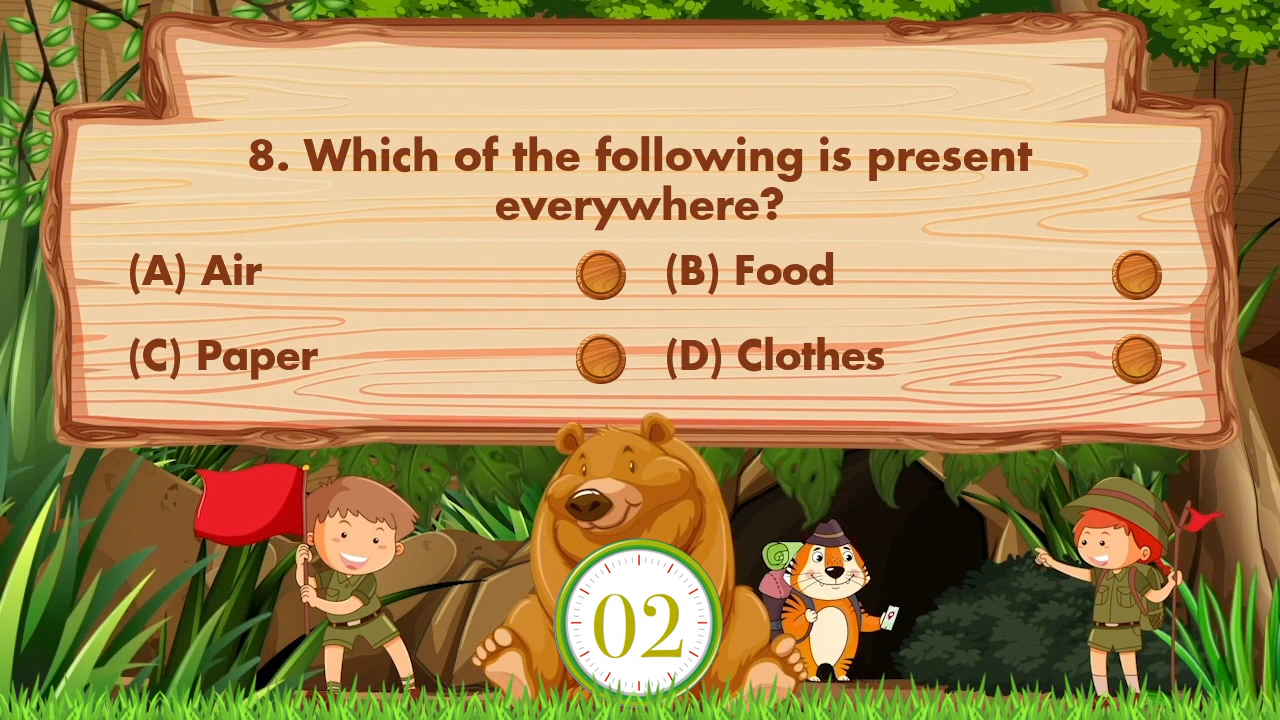 8. Which of the following is present
everywhere?
(A) Air
(B) Food
(C) Paper
(D) Clothes
02